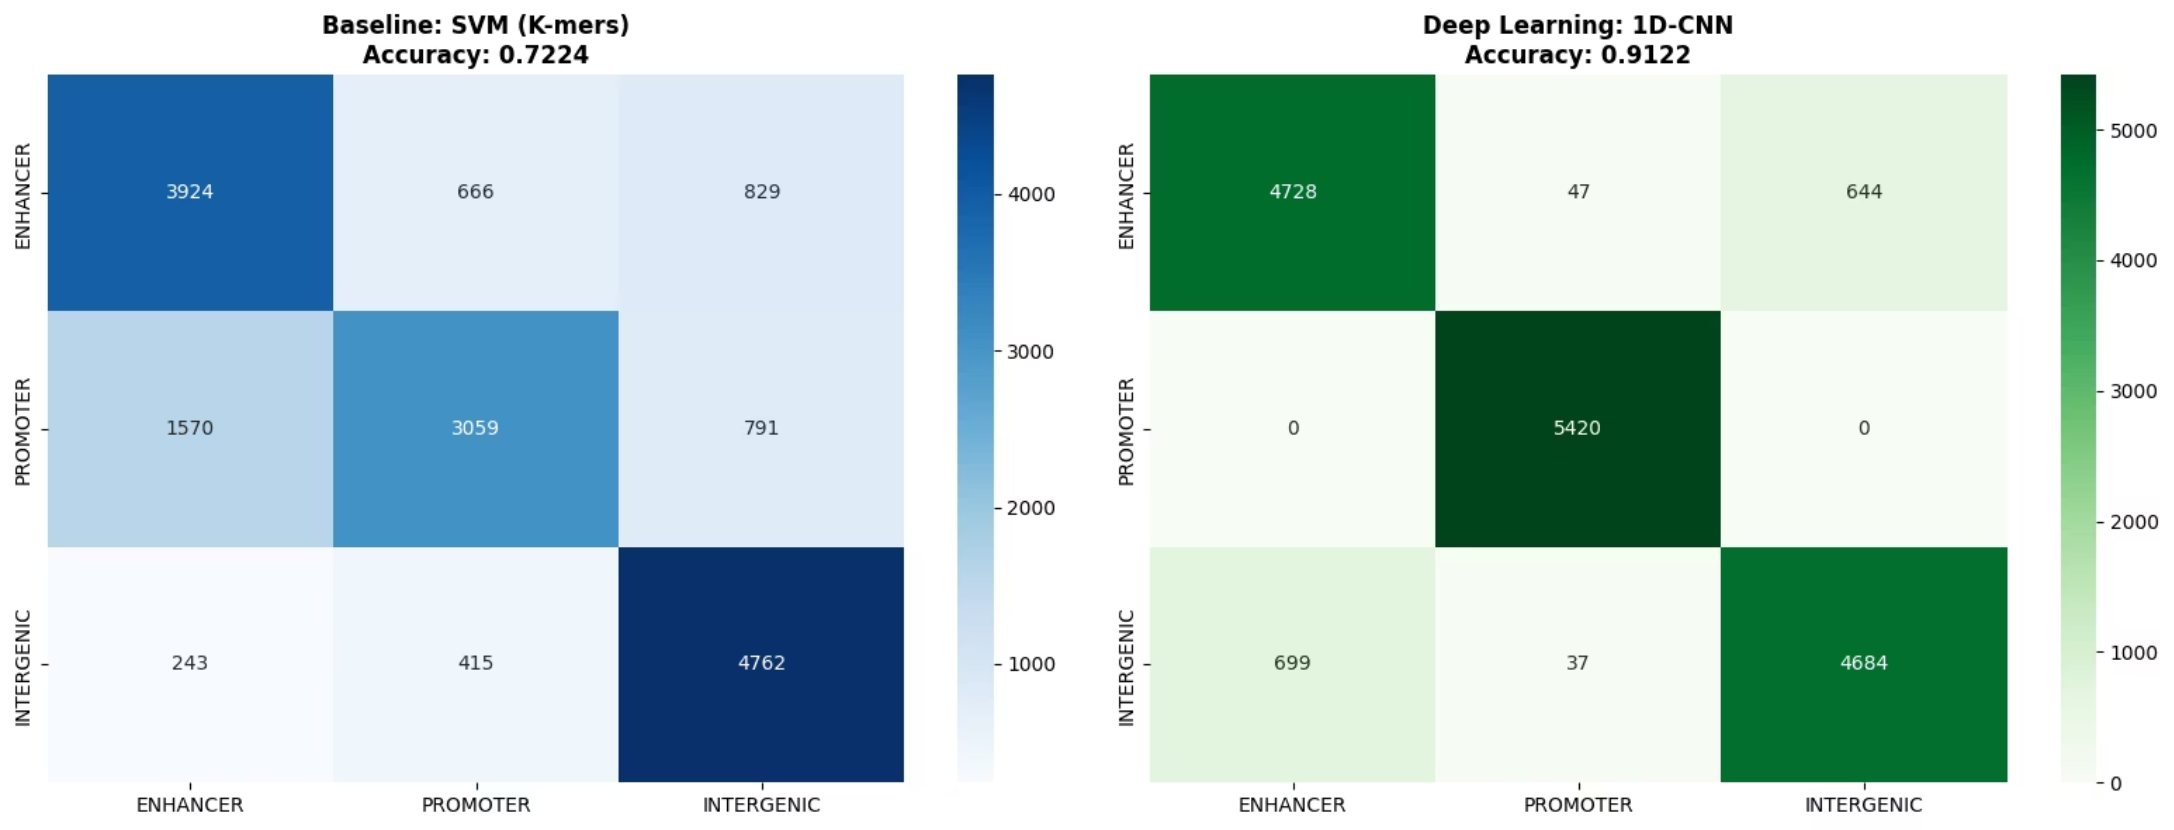 Baseline: SVM (K-mers)
Accuracy: 0.7224
ENHANCER
3924
666
829
PROMOTER
1570
3059
791
INTERGENIC
243
415
4762
ENHANCER
PROMOTER
INTERGENIC
4000
3000
2000
1000
Deep Learning: 1D-CNN
Accuracy: 0.9122
ENHANCER
4728
47
644
PROMOTER
0
5420
0
INTERGENIC
699
37
4684
ENHANCER
PROMOTER
INTERGENIC
5000
4000
3000
2000
1000
0